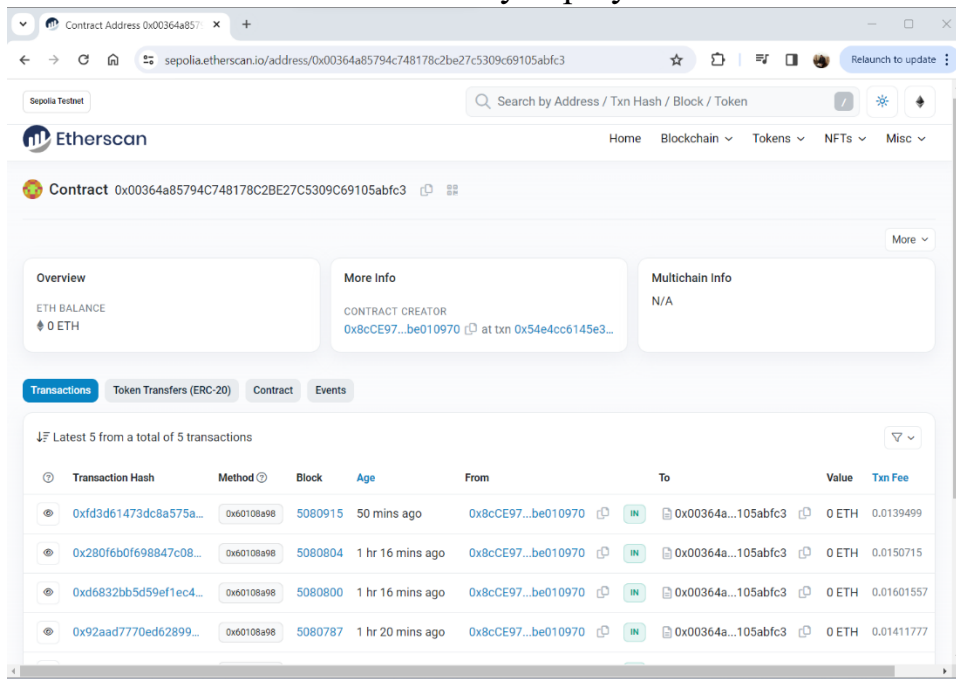 Contract Address 0x00364a857
sepolia.etherscan.io/address/0x00364a85794c748178c2be27c5309c69105abfc3
Relaunch to update
Sepolia Testnet
Search by Address / Txn Hash / Block / Token
/
Etherscan
Home Blockchain Tokens NFTs Misc
Contract 0x00364a85794C748178C2BE27C5309C69105abfc3
More
Overview
ETH BALANCE
0 ETH
More Info
CONTRACT CREATOR
0x8cCE97...be010970 at txn 0x54e4cc6145e3...
Multichain Info
N/A
Transactions Token Transfers (ERC-20) Contract Events
Latest 5 from a total of 5 transactions
Transaction Hash Method Block Age From To Value Txn Fee
0xfd3d61473dc8a575a... 0x60108a98 5080915 50 mins ago 0x8cCE97...be010970 IN 0x00364a...105abfc3 0 ETH 0.0139499
0x280f6b0f698847c08... 0x60108a98 5080804 1 hr 16 mins ago 0x8cCE97...be010970 IN 0x00364a...105abfc3 0 ETH 0.0150715
0xd6832bb5d59ef1ec4... 0x60108a98 5080800 1 hr 16 mins ago 0x8cCE97...be010970 IN 0x00364a...105abfc3 0 ETH 0.01601557
0x92aad7770ed62899... 0x60108a98 5080787 1 hr 20 mins ago 0x8cCE97...be010970 IN 0x00364a...105abfc3 0 ETH 0.01411777